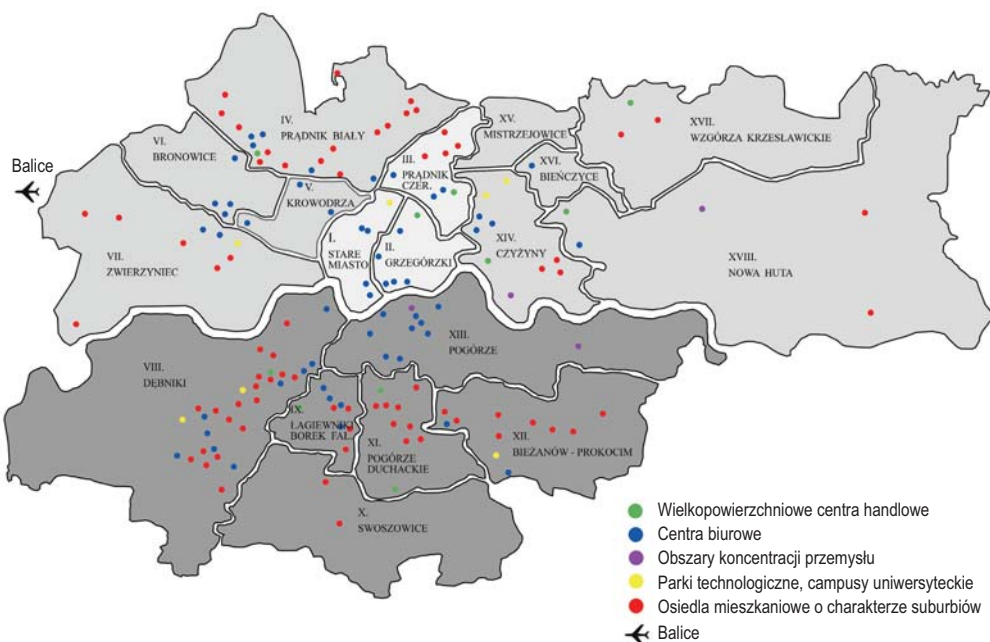 IV.
PRĄDNIK BIAŁY
VI.
BRONOWICE
Balice
V.
KROWODRZA
III.
PRĄDNIK
CZER.
XV.
MISTRZEJOWICE
XVI.
BIEŃCZYCE
XVII.
WZGÓRZA KRZESŁAWICKIE
VII.
ZWIERZYNIEC
I.
STARE
MIASTO
II.
GRZEGÓRZKI
XIV.
CZYŻYNY
XVIII.
NOWA HUTA
VIII.
DĘBNIKI
XIII.
POGÓRZE
IX.
ŁAGIEWNIKI
BOREK FAŁ.
XI.
POGÓRZE
DUCHACKIE
XII.
BIEŻANÓW - PROKOCIM
X.
SWOSZOWICE
Wielkopowierzchniowe centra handlowe
Centra biurowe
Obszary koncentracji przemysłu
Parki technologiczne, campusy uniwersyteckie
Osiedla mieszkaniowe o charakterze suburbiów
Balice